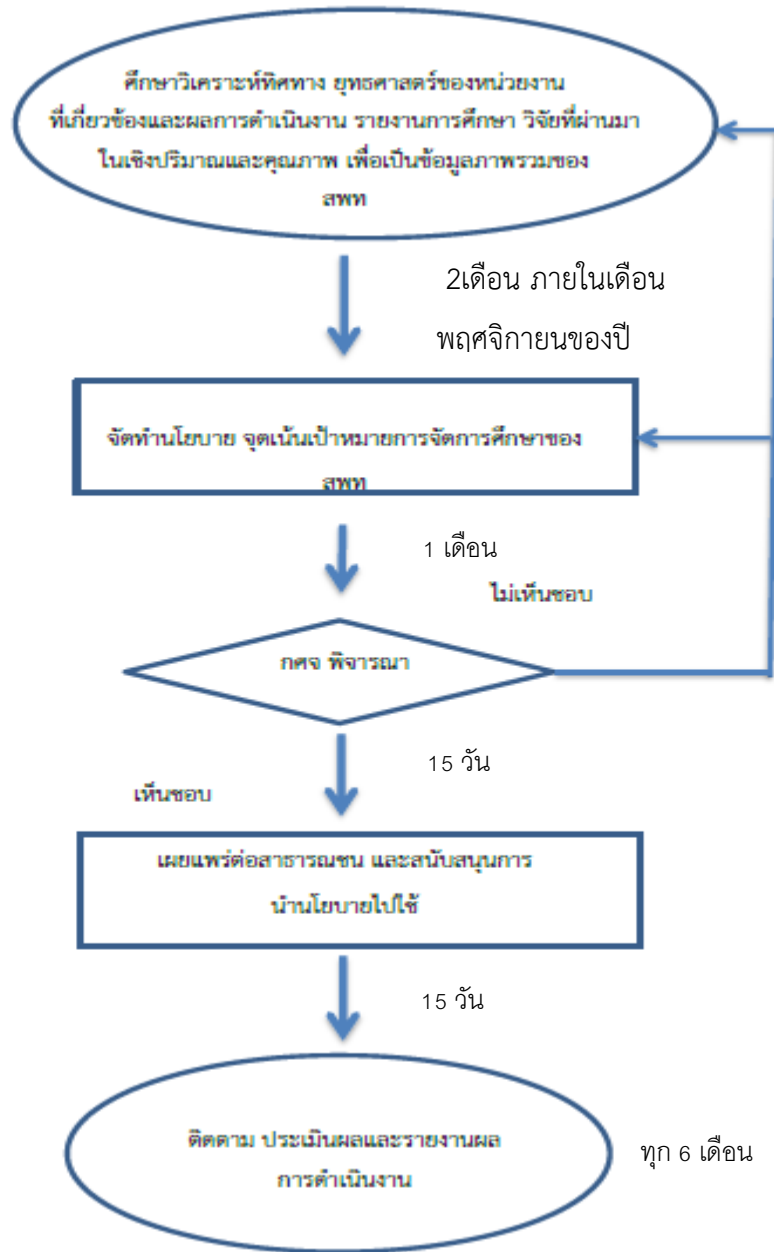 ศึกษาวิเคราะห์ทิศทาง ยุทธศาสตร์ของหน่วยงาน
ที่เกี่ยวข้องและผลการดำเนินงาน รายงานการศึกษา วิจัยที่ผ่านมา
ในเชิงปริมาณและคุณภาพ เพื่อเป็นข้อมูลภาพรวมของ
สพท
2เดือน ภายในเดือน
พฤศจิกายนของปี
จัดทำนโยบาย จุดเน้นเป้าหมายการจัดการศึกษาของ
สพท
1 เดือน
ไม่เห็นชอบ
กศจ พิจารณา
15 วัน
เห็นชอบ
เผยแพร่ต่อสาธารณชน และสนับสนุนการ
นำนโยบายไปใช้
15 วัน
ติดตาม ประเมินผลและรายงานผล
การดำเนินงาน
ทุก 6 เดือน